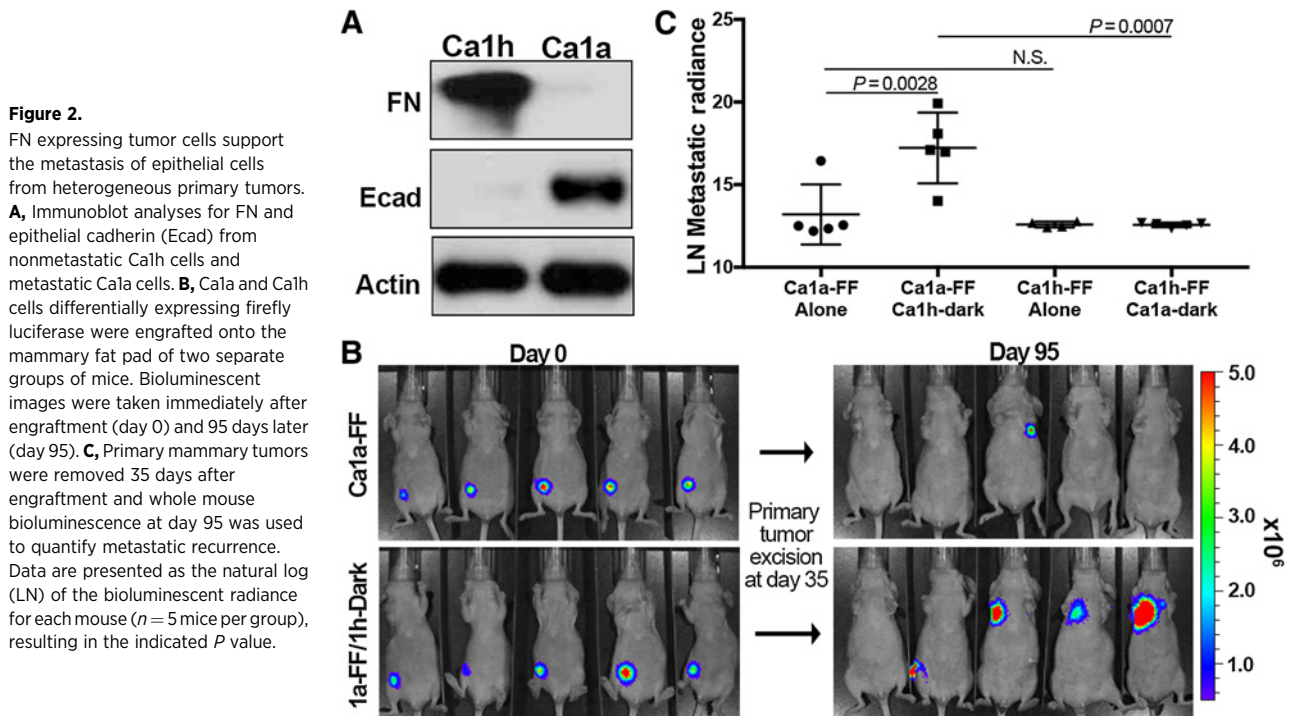 Figure 2.
FN expressing tumor cells support
the metastasis of epithelial cells
from heterogeneous primary tumors.
A, Immunoblot analyses for FN and
epithelial cadherin (Ecad) from
nonmetastatic Ca1h cells and
metastatic Ca1a cells. B, Ca1a and Ca1h
cells differentially expressing firefly
luciferase were engrafted onto the
mammary fat pad of two separate
groups of mice. Bioluminescent
images were taken immediately after
engraftment (day 0) and 95 days later
(day 95). C, Primary mammary tumors
were removed 35 days after
engraftment and whole mouse
bioluminescence at day 95 was used
to quantify metastatic recurrence.
Data are presented as the natural log
(LN) of the bioluminescent radiance
for each mouse (n = 5 mice per group),
resulting in the indicated P value.
A
Ca1h Ca1a
FN
Ecad
Actin
C
LN Metastatic radiance
25
20
15
10
P = 0.0007
N.S.
P = 0.0028
Ca1a-FF
Alone
Ca1a-FF
Ca1h-dark
Ca1h-FF
Alone
Ca1h-FF
Ca1a-dark
B
Day 0
Day 95
Ca1a-FF
1a-FF/1h-Dark
Primary
tumor
excision
at day 35
5.0
4.0
3.0
2.0
1.0
x10⁶